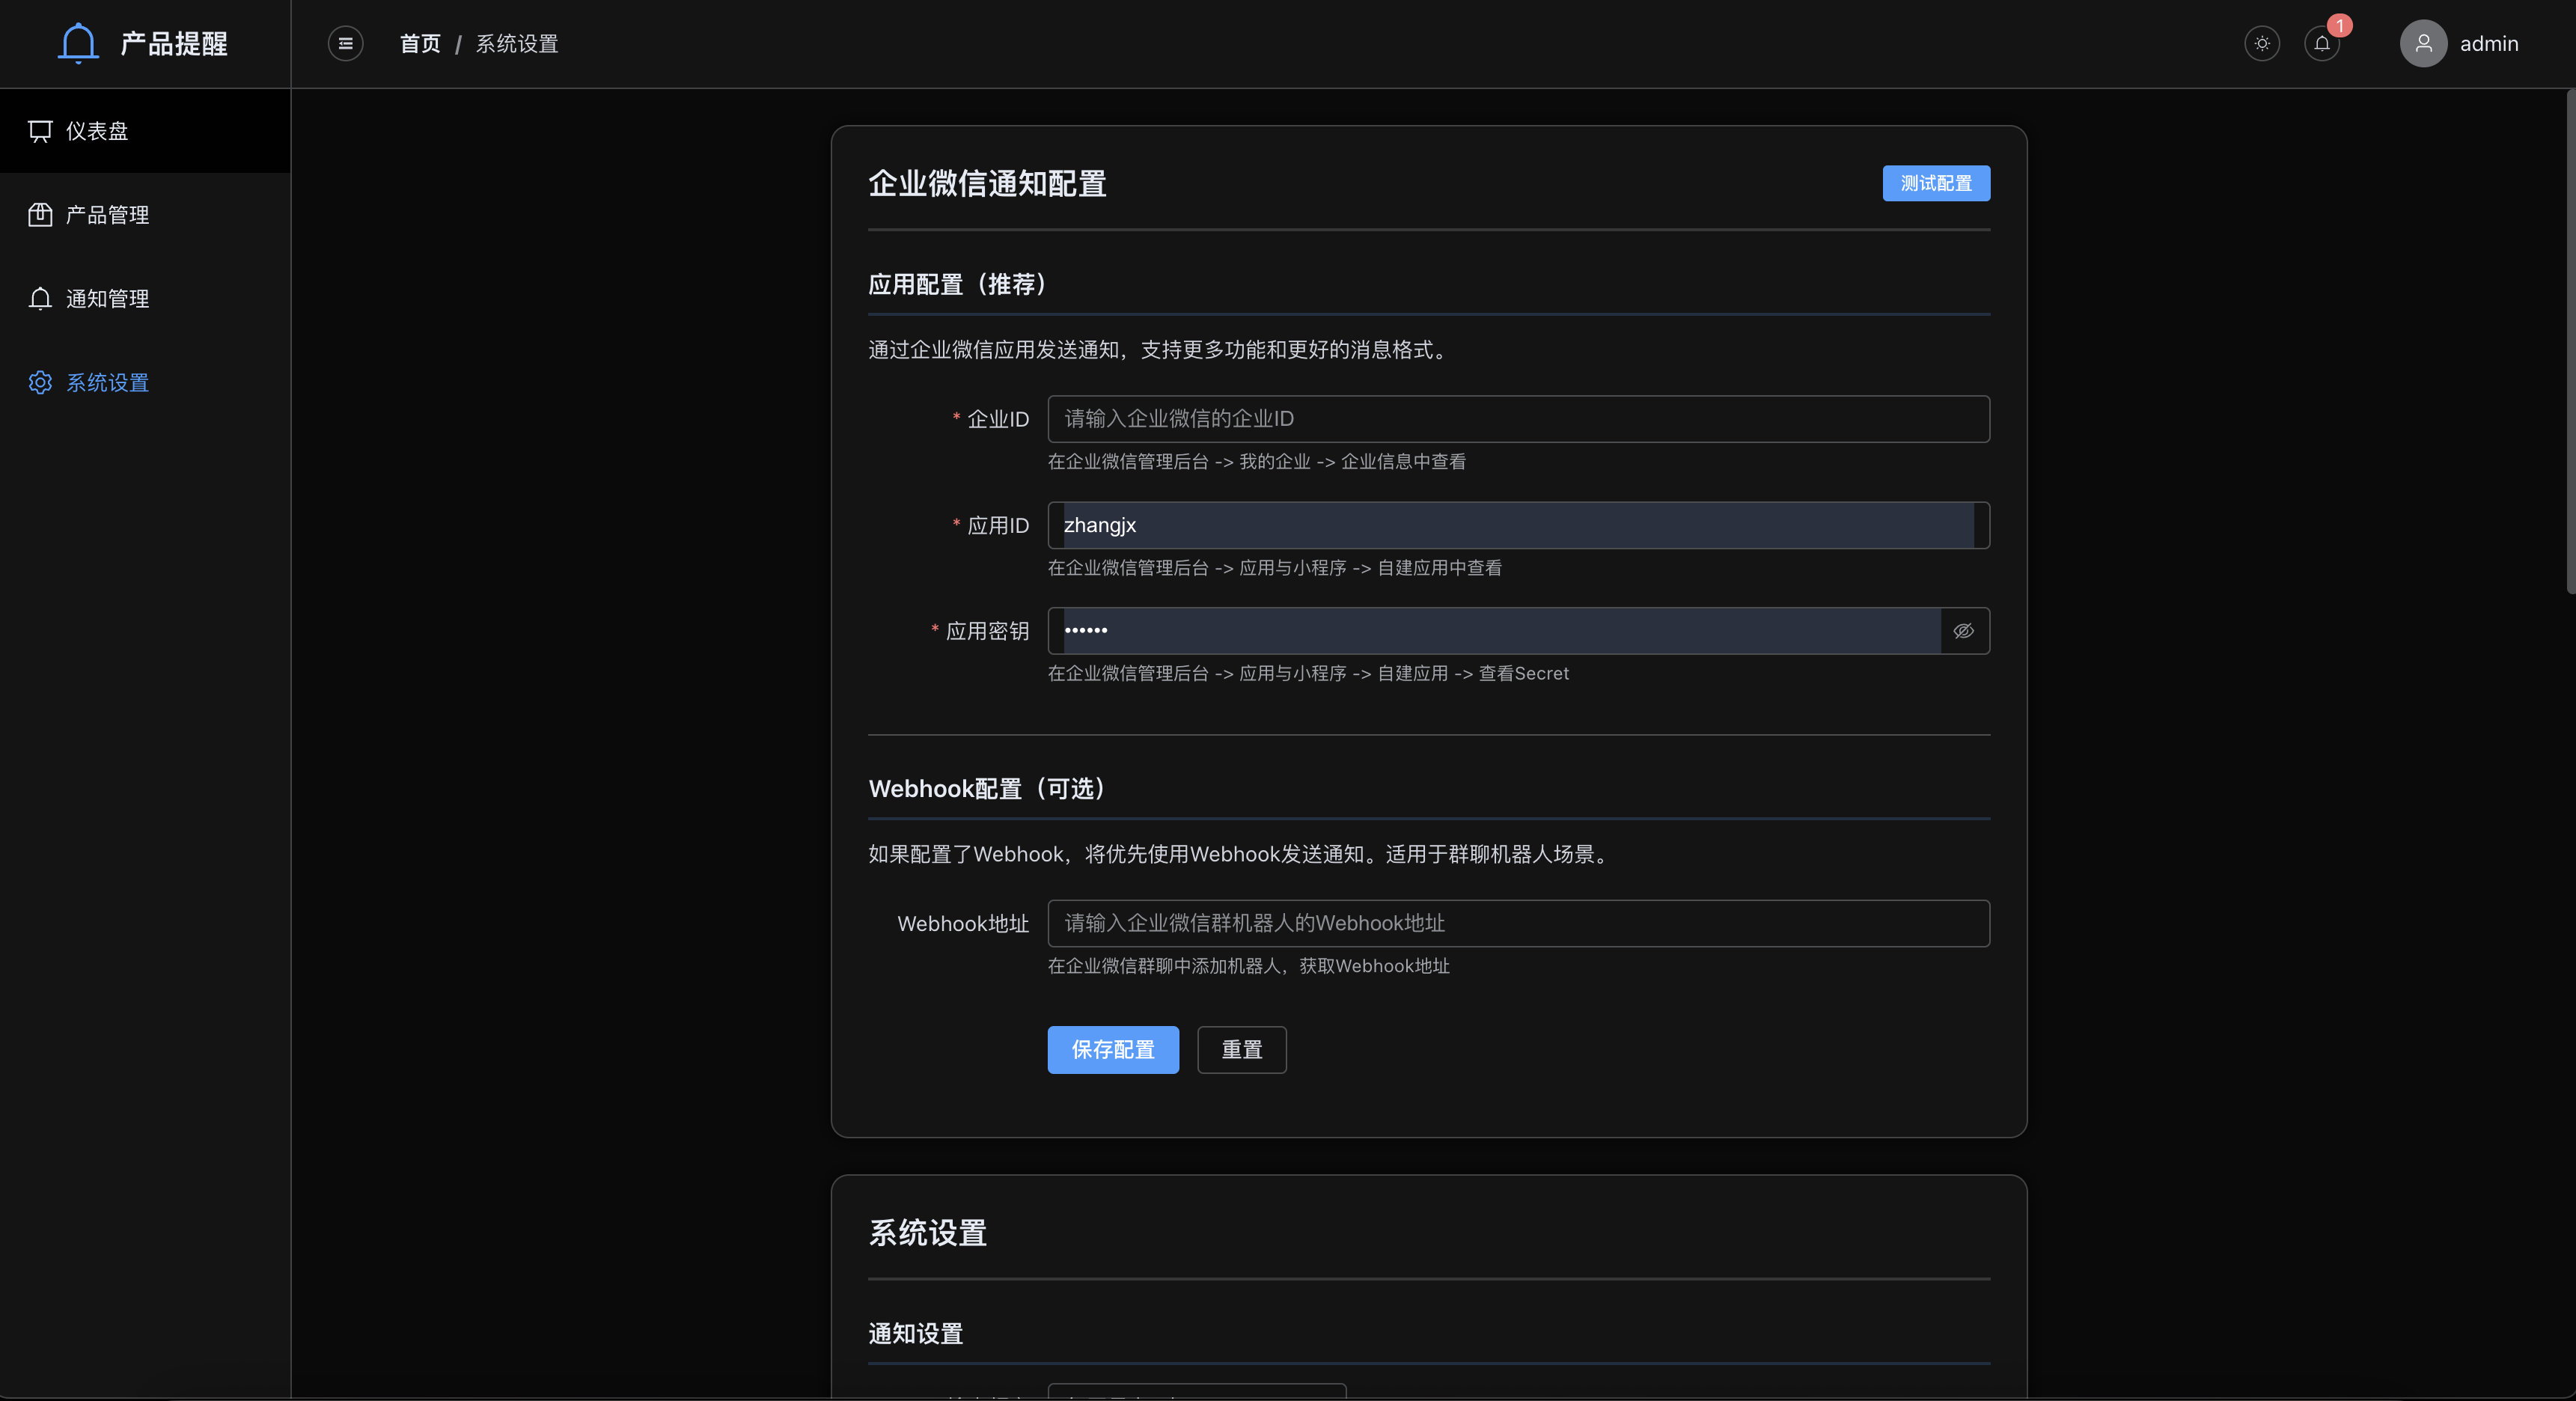 产品提醒
首页 / 系统设置
1
admin
仪表盘
产品管理
通知管理
系统设置
企业微信通知配置
测试配置
应用配置（推荐）
通过企业微信应用发送通知，支持更多功能和更好的消息格式。
* 企业ID
请输入企业微信的企业ID
在企业微信管理后台 -> 我的企业 -> 企业信息中查看
* 应用ID
zhangjx
在企业微信管理后台 -> 应用与小程序 -> 自建应用中查看
* 应用密钥
••••••
在企业微信管理后台 -> 应用与小程序 -> 自建应用 -> 查看Secret
Webhook配置（可选）
如果配置了Webhook，将优先使用Webhook发送通知。适用于群聊机器人场景。
Webhook地址
请输入企业微信群机器人的Webhook地址
在企业微信群聊中添加机器人，获取Webhook地址
保存配置
重置
系统设置
通知设置